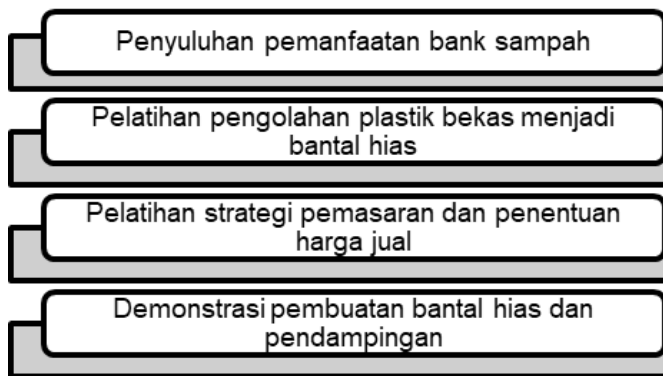 Penyuluhan pemanfaatan bank sampah
Pelatihan pengolahan plastik bekas menjadi
bantal hias
Pelatihan strategi pemasaran dan penentuan
harga jual
Demonstrasi pembuatan bantal hias dan
pendampingan